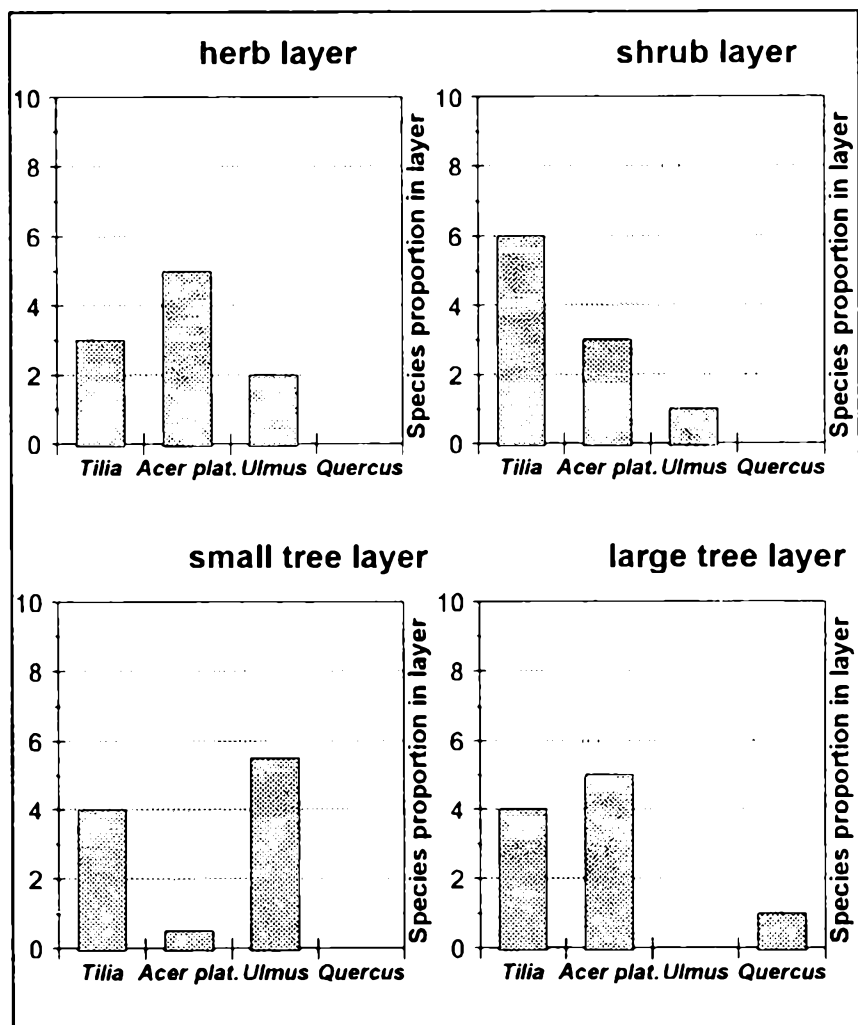 herb layer
10
8
6
4
2
0
Tilia Acer plat. Ulmus Quercus
Species proportion in layer
shrub layer
10
8
6
4
2
0
Tilia Acer plat. Ulmus Quercus
Species proportion in layer
small tree layer
10
8
6
4
2
0
Tilia Acer plat. Ulmus Quercus
Species proportion in layer
large tree layer
10
8
6
4
2
0
Tilia Acer plat. Ulmus Quercus
Species proportion in layer